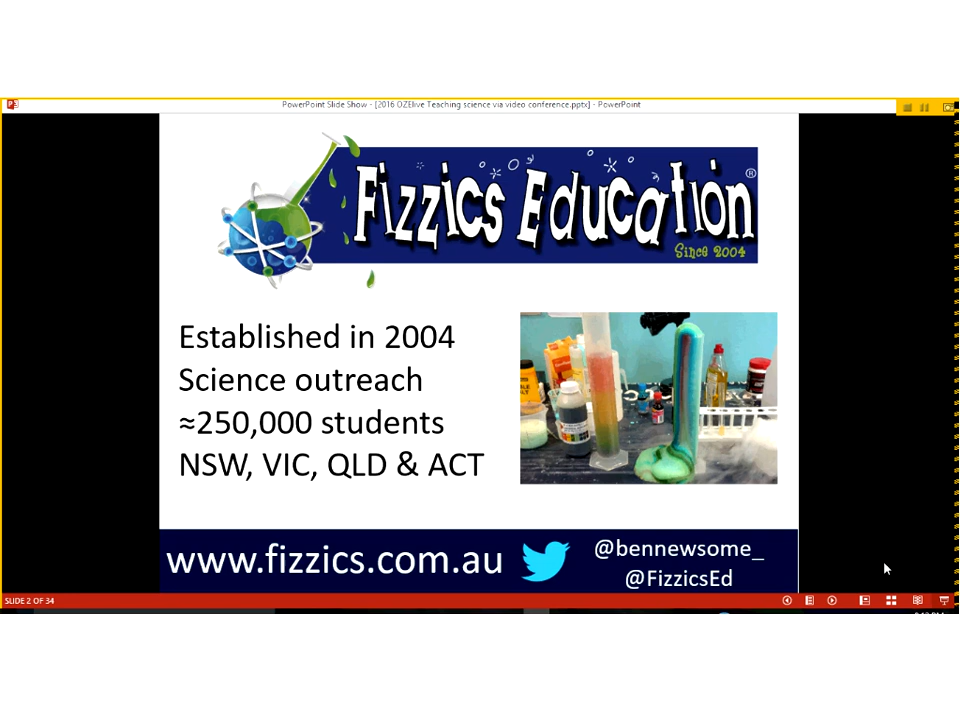 PowerPoint Slide Show - [2016 OZElive Teaching science via video conference.pptx] - PowerPoint
Fizzics Education®
Since 2004
Established in 2004
Science outreach
≈250,000 students
NSW, VIC, QLD & ACT
www.fizzics.com.au
@bennewsome_
@FizzicsEd
SLIDE 2 OF 34